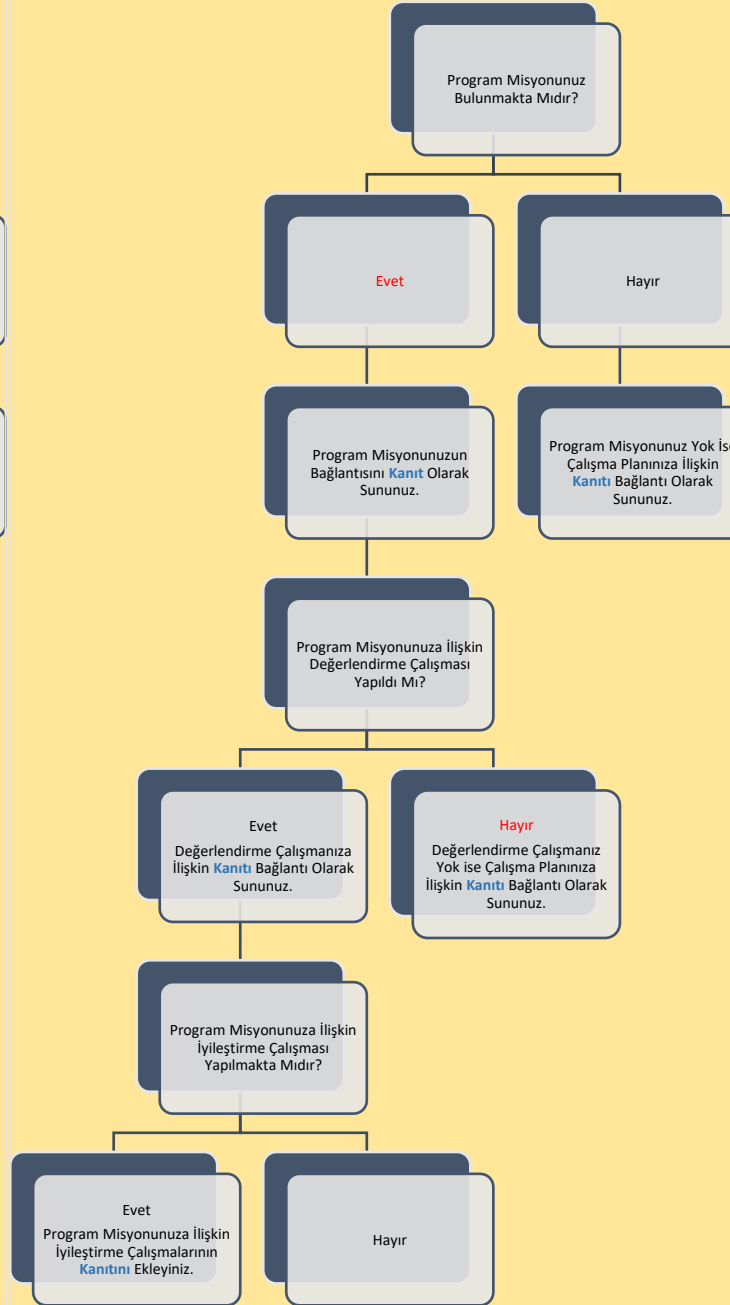 Program Misyonunuz
Bulunmakta Mıdır?
Evet
Hayır
Program Misyonunuzun
Bağlantısını Kanıt Olarak
Sununuz.
Program Misyonunuz Yok İse
Çalışma Planınıza İlişkin
Kanıtı Bağlantı Olarak
Sununuz.
Program Misyonunuza İlişkin
Değerlendirme Çalışması
Yapıldı Mı?
Evet
Değerlendirme Çalışmanıza
İlişkin Kanıtı Bağlantı Olarak
Sununuz.
Hayır
Değerlendirme Çalışmanız
Yok ise Çalışma Planınıza
İlişkin Kanıtı Bağlantı Olarak
Sununuz.
Program Misyonunuza İlişkin
İyileştirme Çalışması
Yapılmakta Mıdır?
Evet
Program Misyonunuza İlişkin
İyileştirme Çalışmalarının
Kanıtını Ekleyiniz.
Hayır